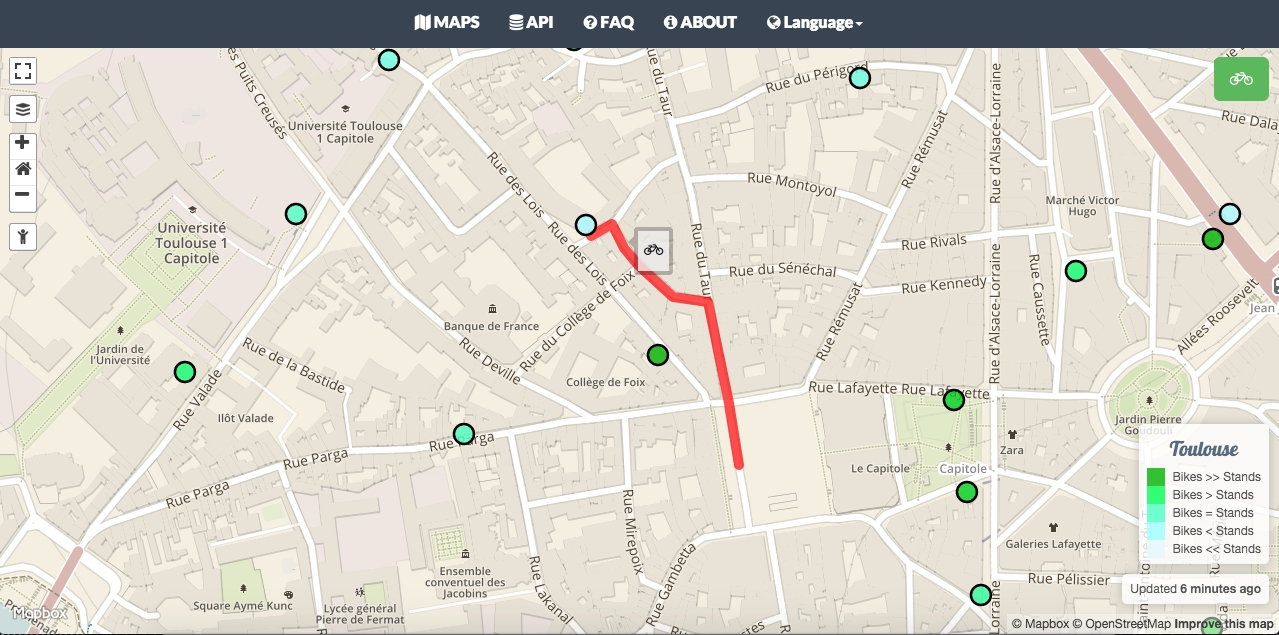 MAPS API FAQ ABOUT Language
es Puits Creusés
Université Toulouse
1 Capitole
Rue du Taur
Rue du Périgord
Rue d'Alsace-Lorraine
Rue Dala
Rue des Lois
Rue Montoyol
Rue Rémusat
Marché Victor
Hugo
Université
Toulouse 1
Capitole
Rue des Lois
Rue du Taur
Rue Rivals
Rue du Sénéchal
Rue Kennedy
Rue Caussette
Rue d'Alsace-Lorraine
Allées Roosevelt
Jean
Banque de France
Rue du Collège de Foix
Rue Rémusat
Jardin de
l'Université
Rue de la Bastide
Rue Deville
Collège de Foix
Rue Valade
Ilôt Valade
Rue Lafayette Rue Lafayette
Jardin Pierre
Goudouli
Rue Parga
Rue Parga
Rue Parga
Zara
Le Capitole
Capitole
Toulouse
Bikes >> Stands
Bikes > Stands
Bikes = Stands
Bikes < Stands
Bikes << Stands
Rue Mirepoix
Galeries Lafayette
Rue Gambetta
Ensemble
conventuel des
Jacobins
Rue Lakanal
Rue Pélissier
Updated 6 minutes ago
Square Aymé Kunc
Lycée général
Pierre de Fermat
Lorraine
Mapbox
© Mapbox © OpenStreetMap Improve this map